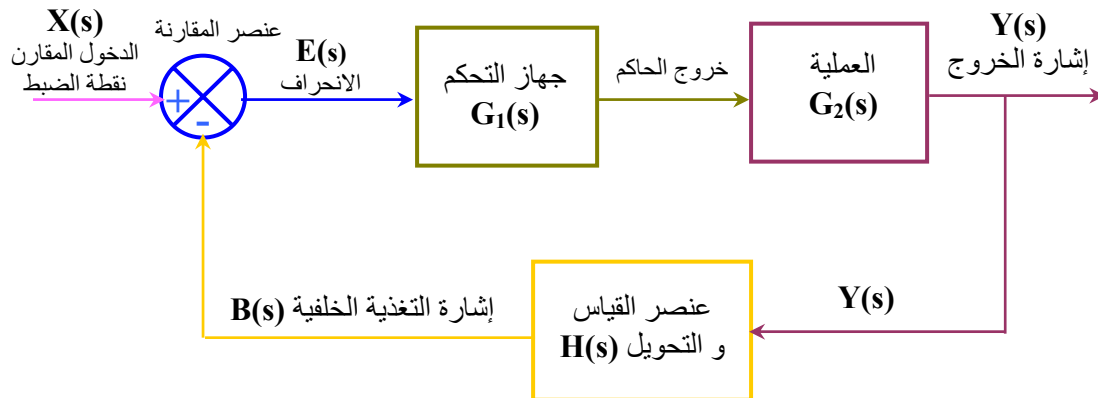 X(s)
الدخول المقارن
نقطة الضبط
عنصر المقارنة
+
-
E(s)
الانحراف
جهاز التحكم
G₁(s)
خروج الحاكم
العملية
G₂(s)
Y(s)
إشارة الخروج
Y(s)
عنصر القياس
و التحويل H(s)
إشارة التغذية الخلفية B(s)